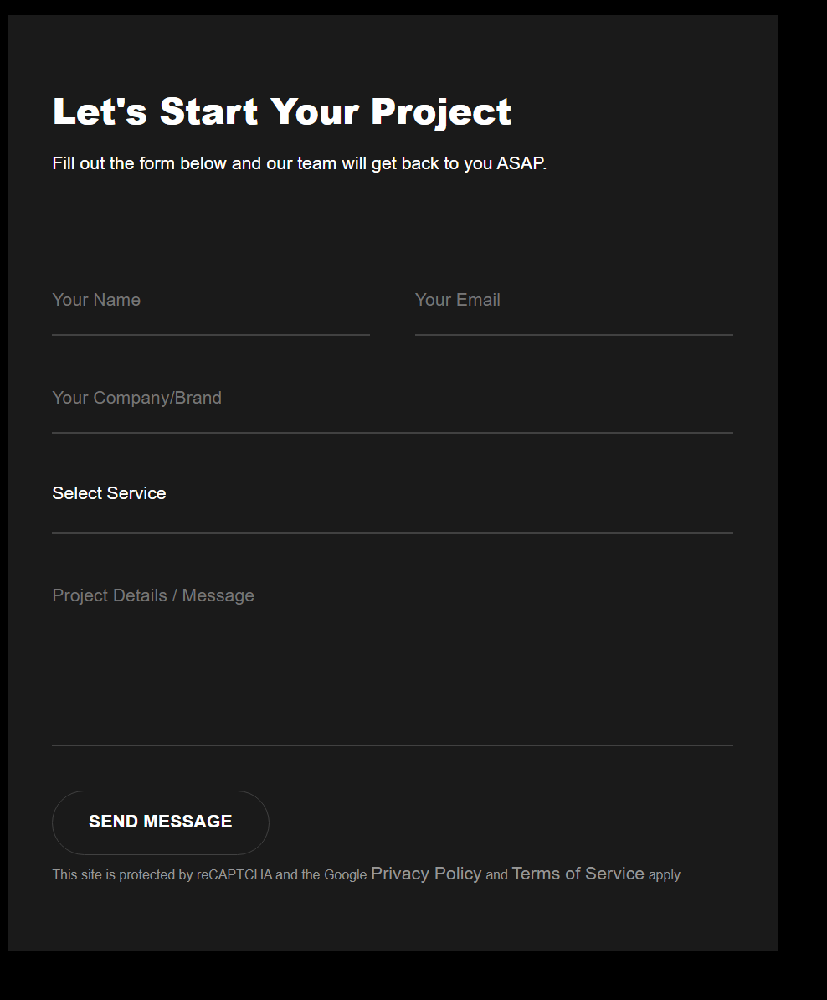 Let's Start Your Project
Fill out the form below and our team will get back to you ASAP.
Your Name
Your Email
Your Company/Brand
Select Service
Project Details / Message
SEND MESSAGE
This site is protected by reCAPTCHA and the Google Privacy Policy and Terms of Service apply.